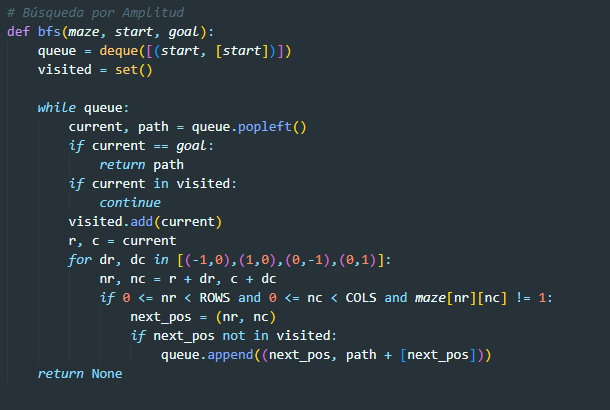 # Búsqueda por Amplitud
def bfs(maze, start, goal):
    queue = deque([(start, [start])])
    visited = set()

    while queue:
        current, path = queue.popleft()
        if current == goal:
            return path
        if current in visited:
            continue
        visited.add(current)
        r, c = current
        for dr, dc in [(-1,0),(1,0),(0,-1),(0,1)]:
            nr, nc = r + dr, c + dc
            if 0 <= nr < ROWS and 0 <= nc < COLS and maze[nr][nc] != 1:
                next_pos = (nr, nc)
                if next_pos not in visited:
                    queue.append((next_pos, path + [next_pos]))
    return None